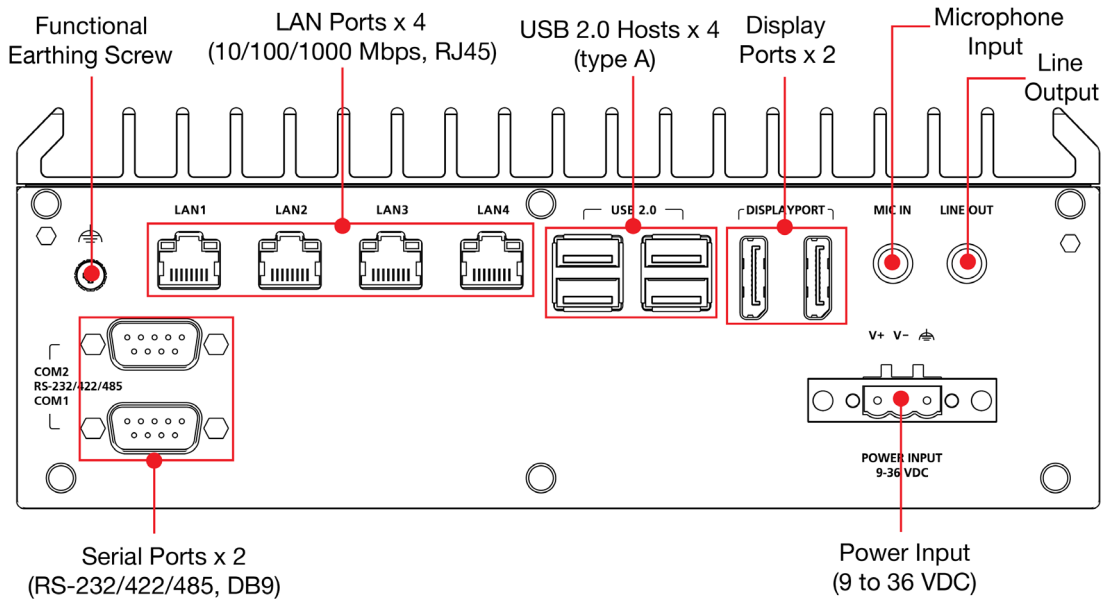 Functional
Earthing Screw
LAN Ports x 4
(10/100/1000 Mbps, RJ45)
USB 2.0 Hosts x 4
(type A)
Display
Ports x 2
Microphone
Input
Line
Output
LAN1
LAN2
LAN3
LAN4
USB 2.0
DISPLAYPORT
MIC IN
LINE OUT
COM2
RS-232/422/485
COM1
V+ V-
POWER INPUT
9-36 VDC
Serial Ports x 2
(RS-232/422/485, DB9)
Power Input
(9 to 36 VDC)